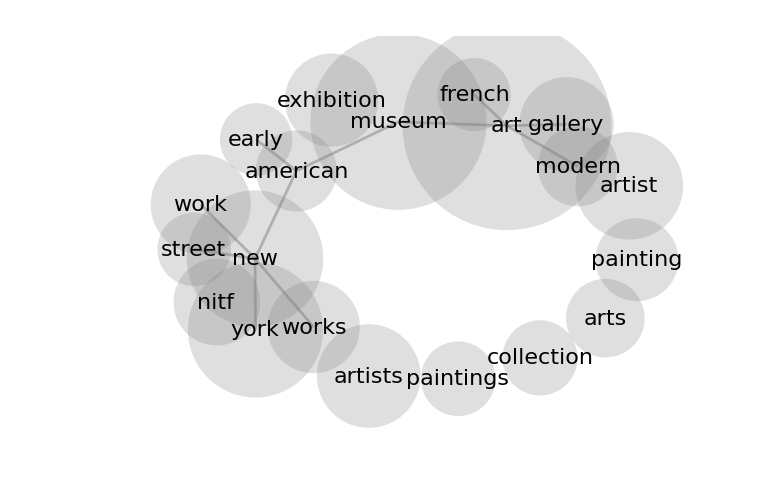 french
exhibition
museum
art
gallery
early
american
modern
artist
work
street
new
painting
nitf
york
works
arts
collection
artists
paintings